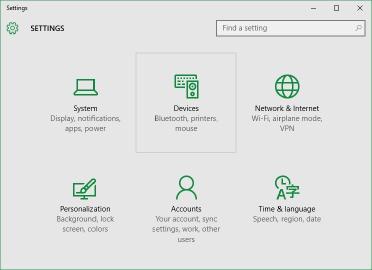 Settings
SETTINGS
Find a setting
System
Display, notifications,
apps, power
Devices
Bluetooth, printers,
mouse
Network & Internet
Wi-Fi, airplane mode,
VPN
Personalization
Background, lock
screen, colors
Accounts
Your account, sync
settings, work, other
users
Time & language
Speech, region, date
A字